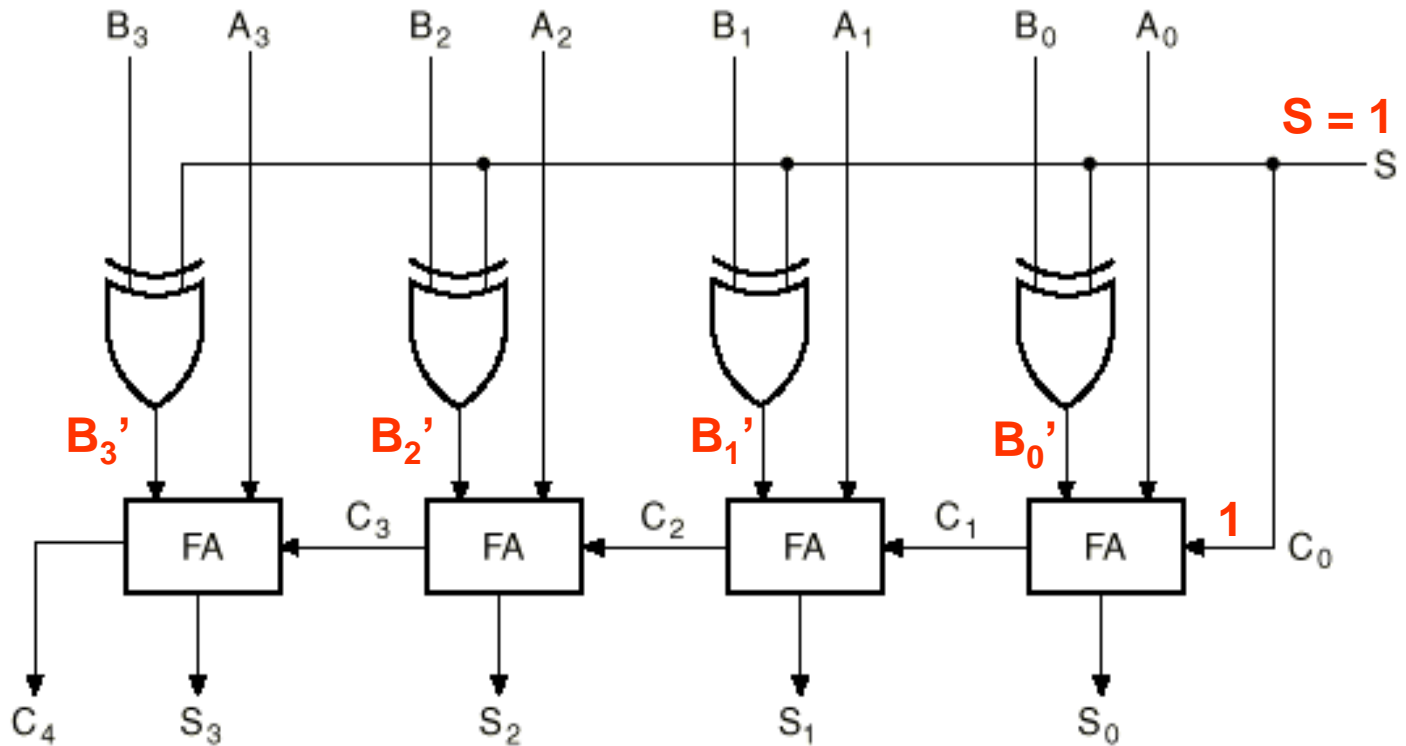 B₃ A₃ B₂ A₂ B₁ A₁ B₀ A₀
S = 1
S
B₃’ B₂’ B₁’ B₀’
C₃ C₂ C₁ 1
FA FA FA FA C₀
C₄ S₃ S₂ S₁ S₀